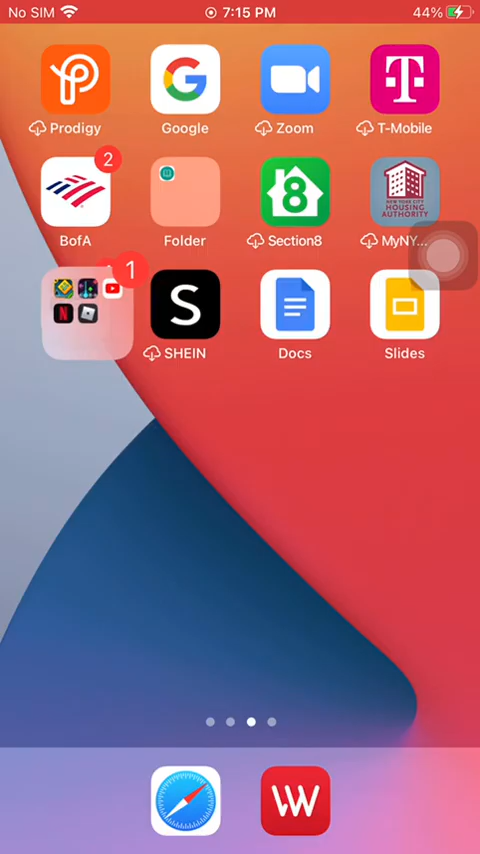 No SIM 7:15 PM 44%
Prodigy Google Zoom T-Mobile
2
BofA Folder Section8 MyNY...
8
NEW YORK CITY
HOUSING
AUTHORITY
1
S
SHEIN Docs Slides